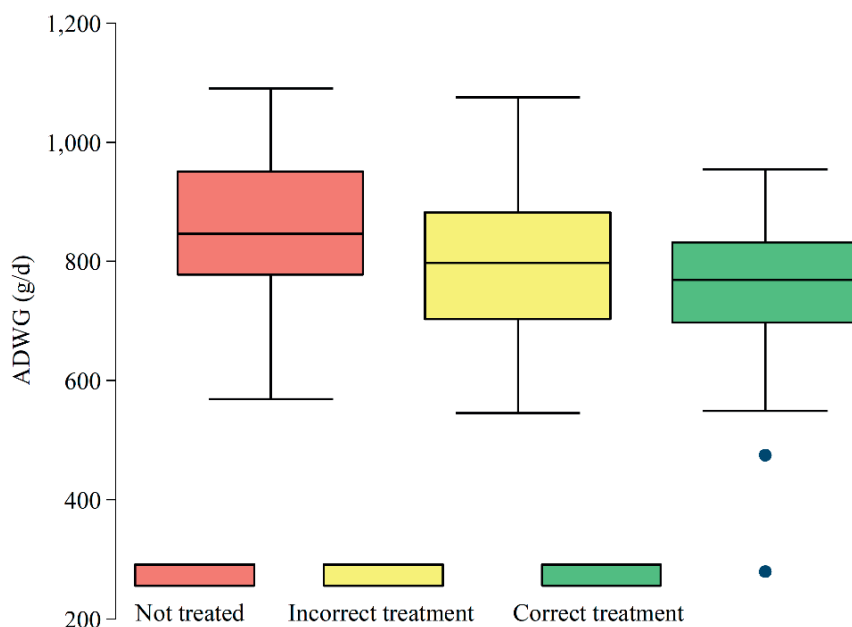 1,200
1,000
800
600
400
200
ADWG (g/d)
Not treated
Incorrect treatment
Correct treatment